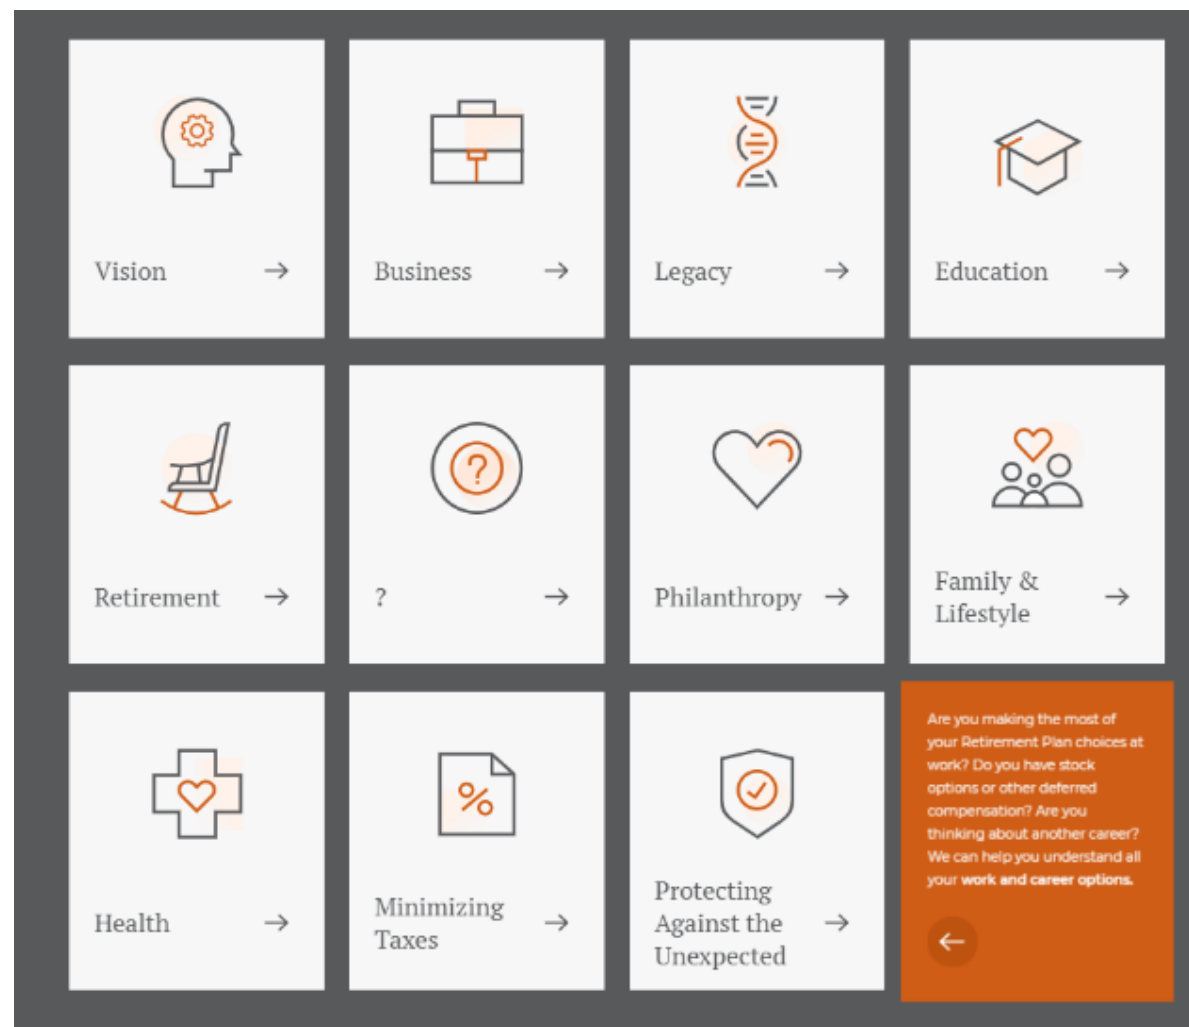 Vision
Business
Legacy
Education
Retirement
?
?
Philanthropy
Family &
Lifestyle
Health
%
Minimizing
Taxes
Protecting
Against the
Unexpected
Are you making the most of
your Retirement Plan choices at
work? Do you have stock
options or other deferred
compensation? Are you
thinking about another career?
We can help you understand all
your work and career options.